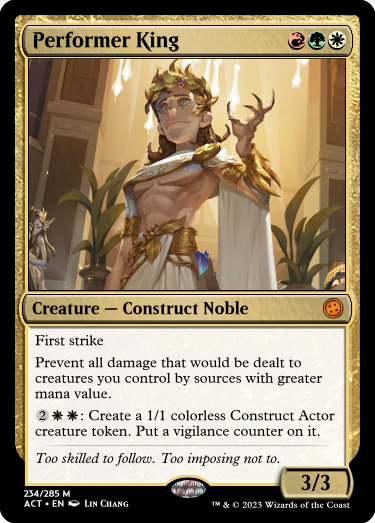 Performer King
Creature — Construct Noble
First strike
Prevent all damage that would be dealt to
creatures you control by sources with greater
mana value.
2: Create a 1/1 colorless Construct Actor
creature token. Put a vigilance counter on it.
Too skilled to follow. Too imposing not to.
3/3
234/285 M
ACT • EN Lin Chang
™ & © 2023 Wizards of the Coast